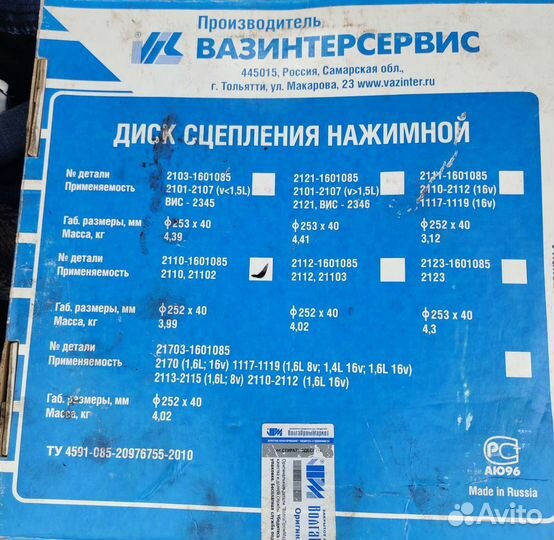 Производитель
ВАЗИНТЕРСЕРВИС
445015, Россия, Самарская обл.,
г. Тольятти, ул. Макарова, 23 www.vazinter.ru
ДИСК СЦЕПЛЕНИЯ НАЖИМНОЙ
№ детали 2103-1601085 2121-1601085 2111-1601085
Применяемость 2101-2107 (v<1,5L) 2101-2107 (v>1,5L) 2110-2112 (16v)
ВИС - 2345 2121, ВИС - 2346 1117-1119 (16v)
Габ. размеры, мм ф253 x 40 ф253 x 40 ф253 x 40
Масса, кг 4,39 4,41 3,12
№ детали 2110-1601085 2112-1601085 2123-1601085
Применяемость 2110, 21102 2112, 21103 2123
Габ. размеры, мм ф252 x 40 ф252 x 40 ф253 x 40
Масса, кг 3,99 4,02 4,3
№ детали 21703-1601085
Применяемость 2170 (1,6L; 16v) 1117-1119 (1,6L 8v; 1,4L 16v; 1,6L 16v)
2113-2115 (1,6L; 8v) 2110-2112 (1,6L 16v)
Габ. размеры, мм ф252 x 40
Масса, кг 4,02
ТУ 4591-085-20976755-2010
ВолгаПромМаркет
РС
АЮ96
Made in Russia
Avito